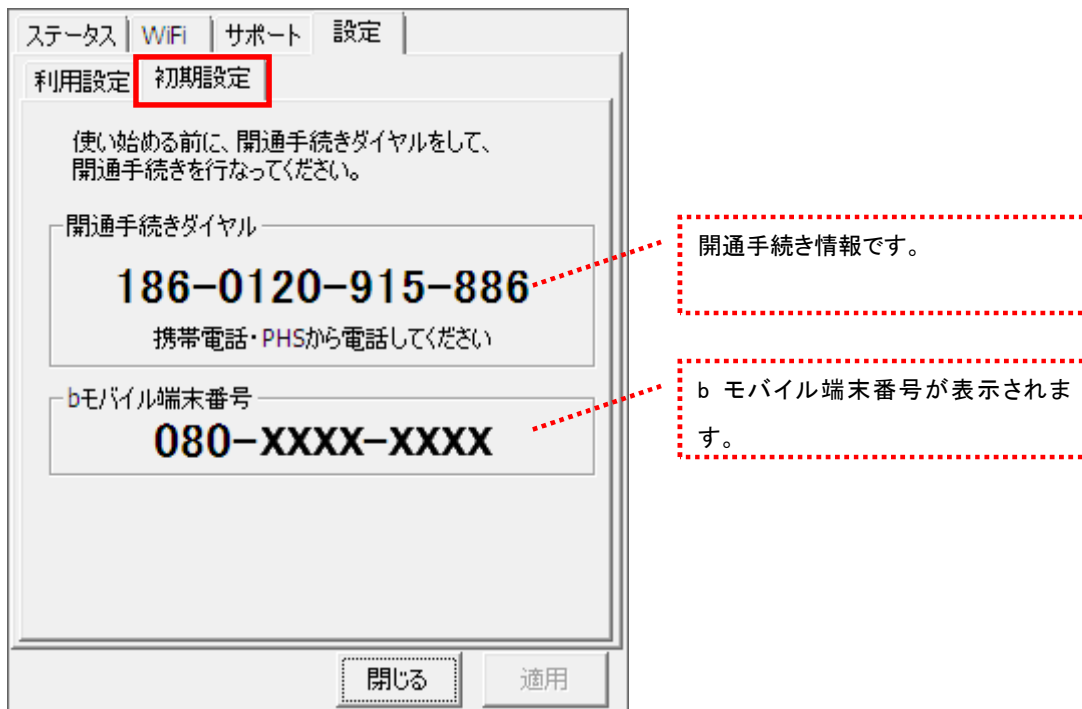 ステータス WiFi サポート 設定
利用設定 初期設定
使い始める前に、開通手続きダイヤルをして、
開通手続きを行なってください。
開通手続きダイヤル
186-0120-915-886
携帯電話・PHSから電話してください
bモバイル端末番号
080-XXXX-XXXX
閉じる 適用
開通手続き情報です。
b モバイル端末番号が表示されま
す。